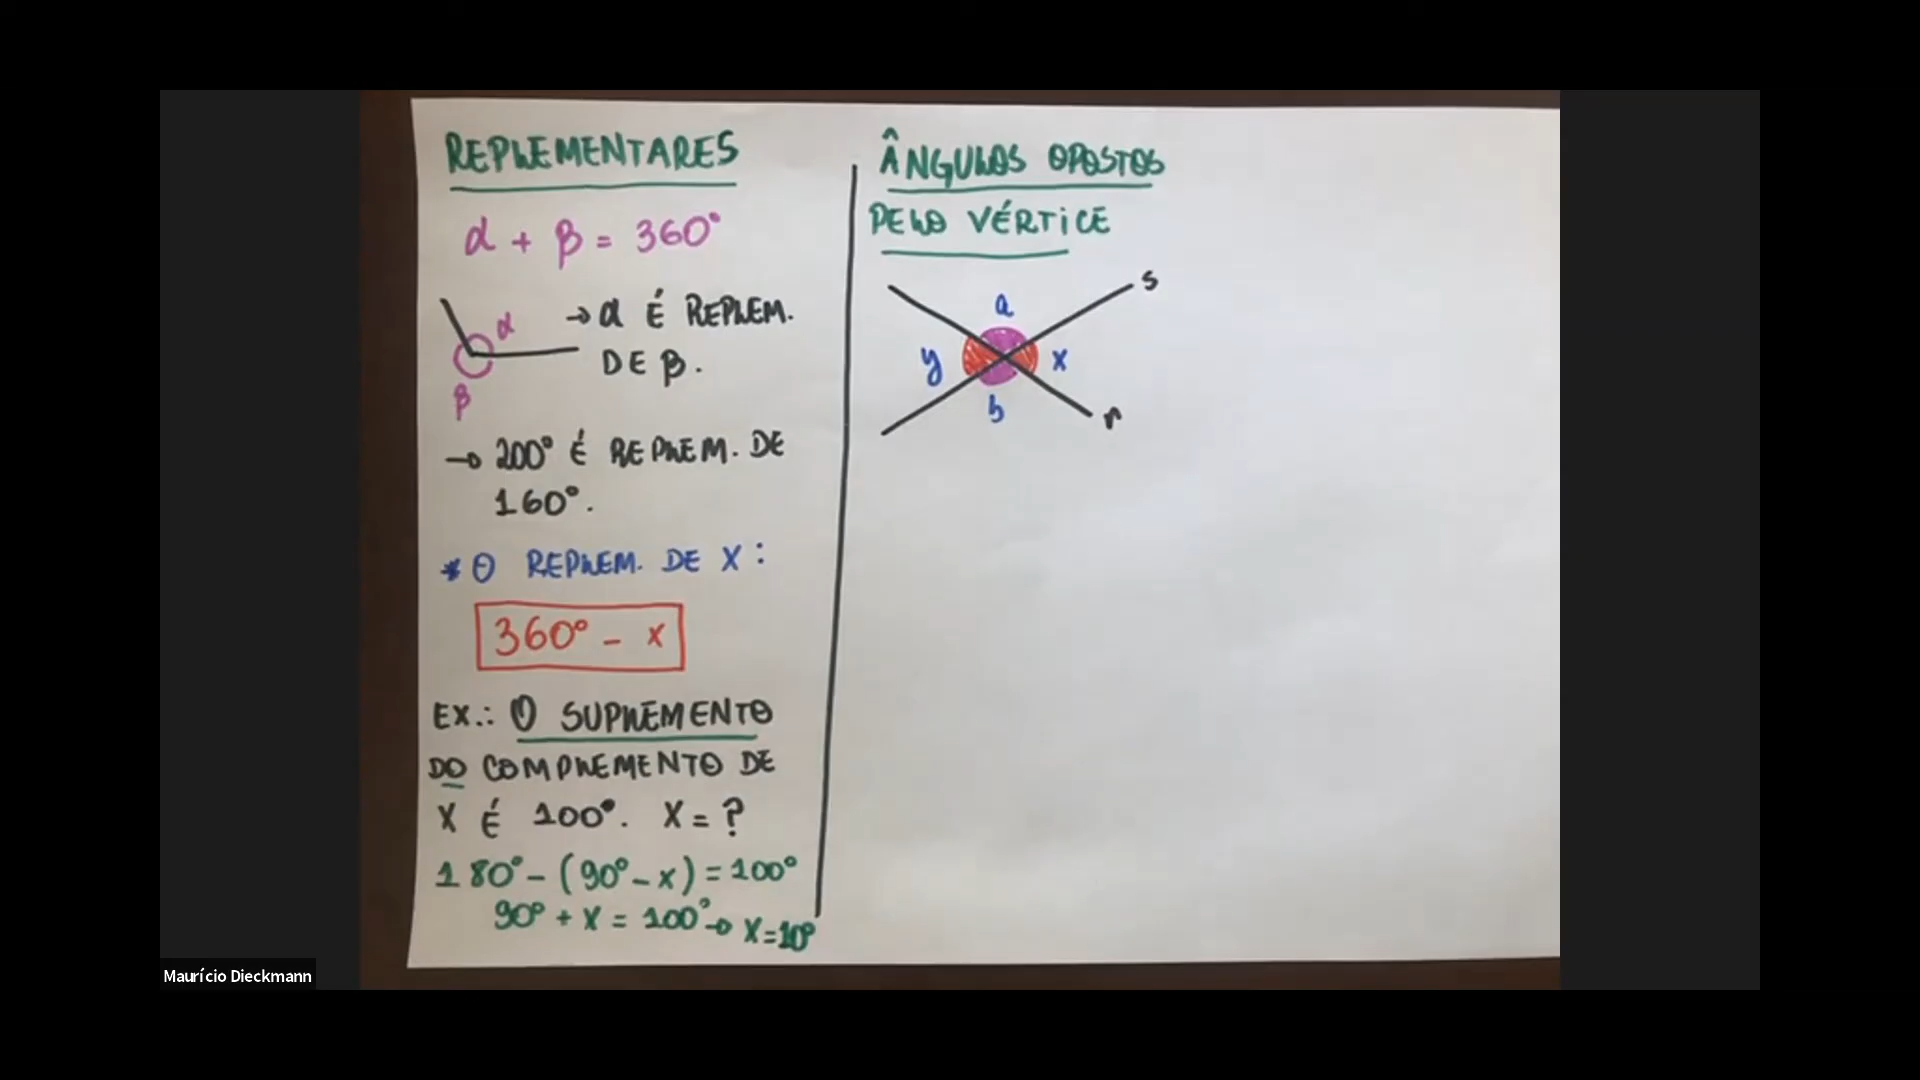 REPLEMENTARES
α + β = 360°
α
β
→ α É REPLEM.
DE β.
→ 200° É REPLEM. DE
160°.
* O REPLEM. DE X:
360° - x
EX.: O SUPLEMENTO
DO COMPLEMENTO DE
X É 100°. X = ?
180° - (90° - x) = 100°
90° + x = 100° → X = 10°
ÂNGULOS OPOSTOS
PELO VÉRTICE
s
a
y
x
b
r
Maurício Dieckmann